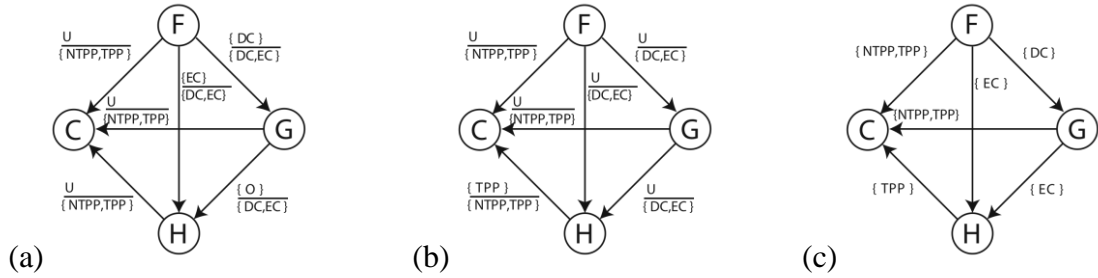 F
U
{ NTPP,TPP }
{ DC }
{DC,EC}
{EC}
{DC,EC}
U
{NTPP,TPP}
C
G
U
{ NTPP,TPP }
{ O }
{ DC,EC}
H
(a)
F
U
{ NTPP,TPP }
U
{ DC,EC}
U
{DC,EC}
U
{NTPP,TPP}
C
G
{ TPP }
{ NTPP,TPP }
U
{ DC,EC}
H
(b)
F
{ NTPP,TPP }
{ DC }
{ EC }
{NTPP,TPP}
C
G
{ TPP }
{ EC }
H
(c)